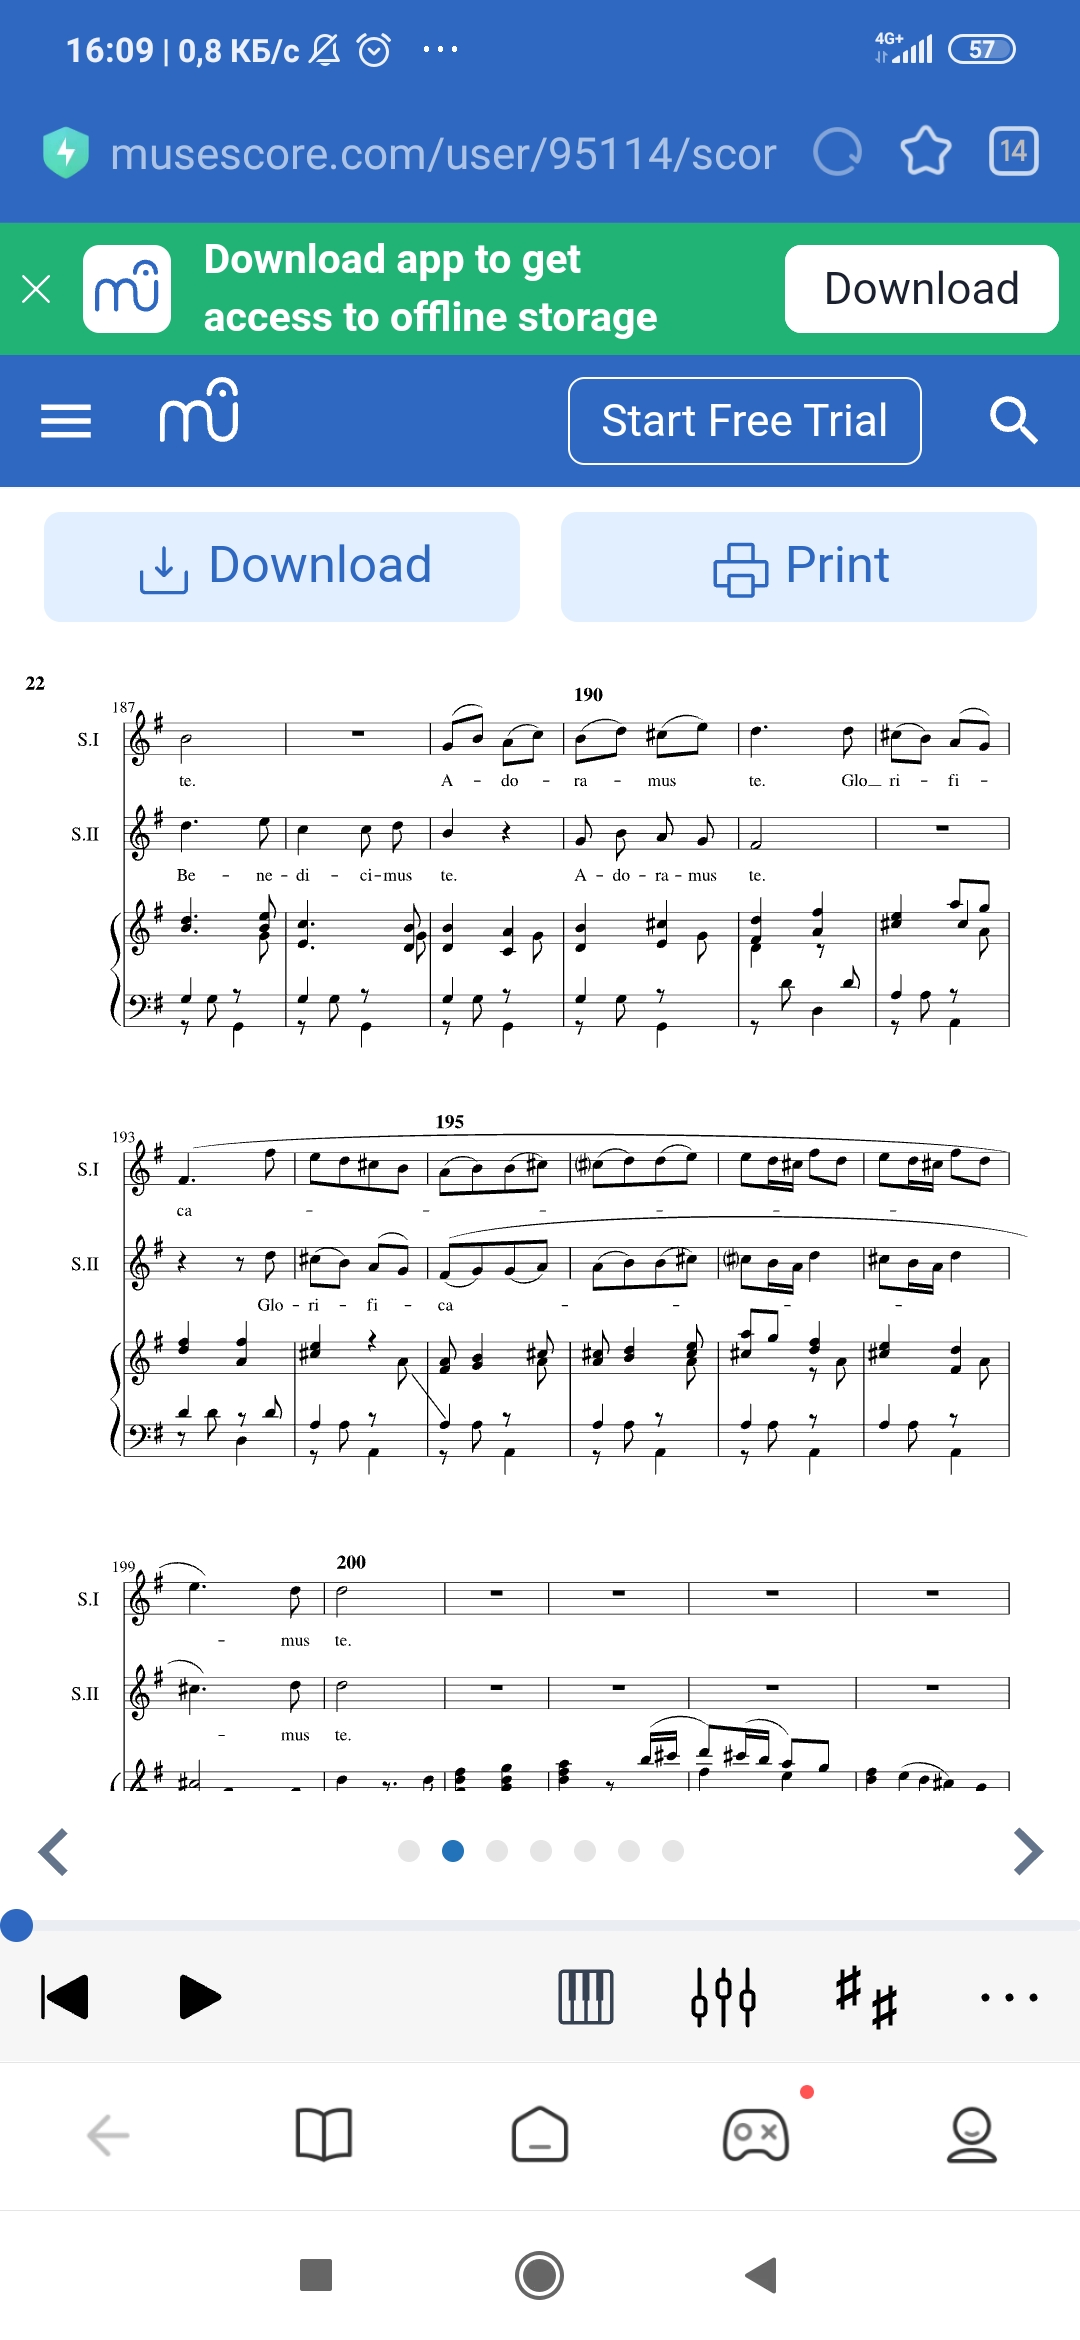 16:09 | 0,8 КБ/с
4G+
57
musescore.com/user/95114/scor
14
Download app to get
access to offline storage
Download
Start Free Trial
Download
Print
22
187
190
S.I
te. A - do - ra - mus te. Glo_ ri - fi -
S.II
Be - ne - di - ci - mus te. A - do - ra - mus te.
193
195
S.I
ca - - - - - -
S.II
Glo - ri - fi - ca - - - -
199
200
S.I
- mus te.
S.II
- mus te.